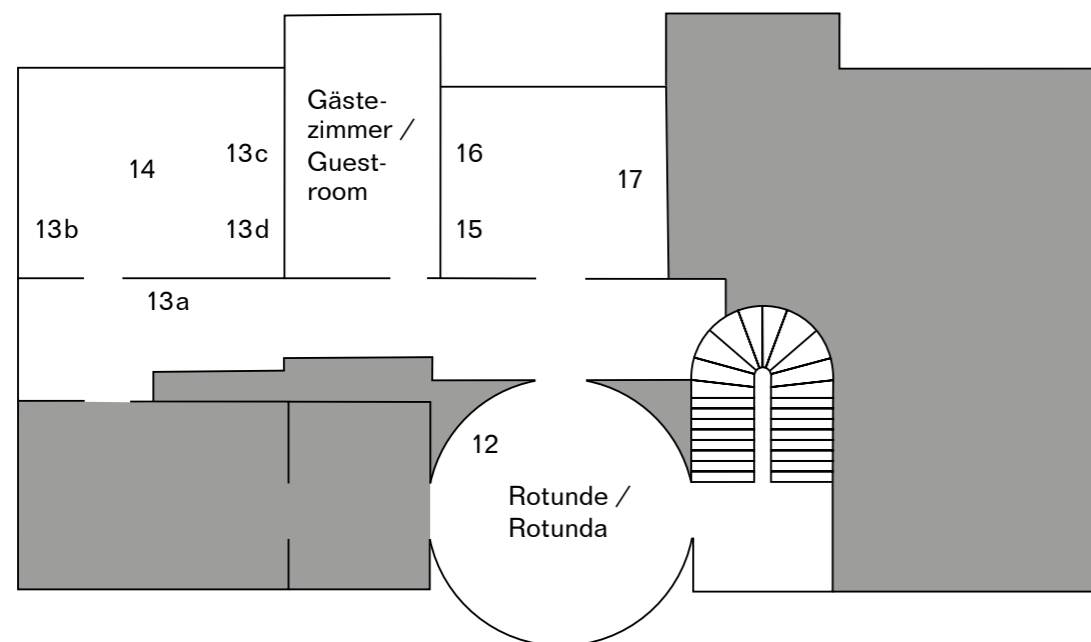 Gäste-
zimmer /
Guest-
room
16
13c
14
17
13b
13d
15
13a
12
Rotunde /
Rotunda